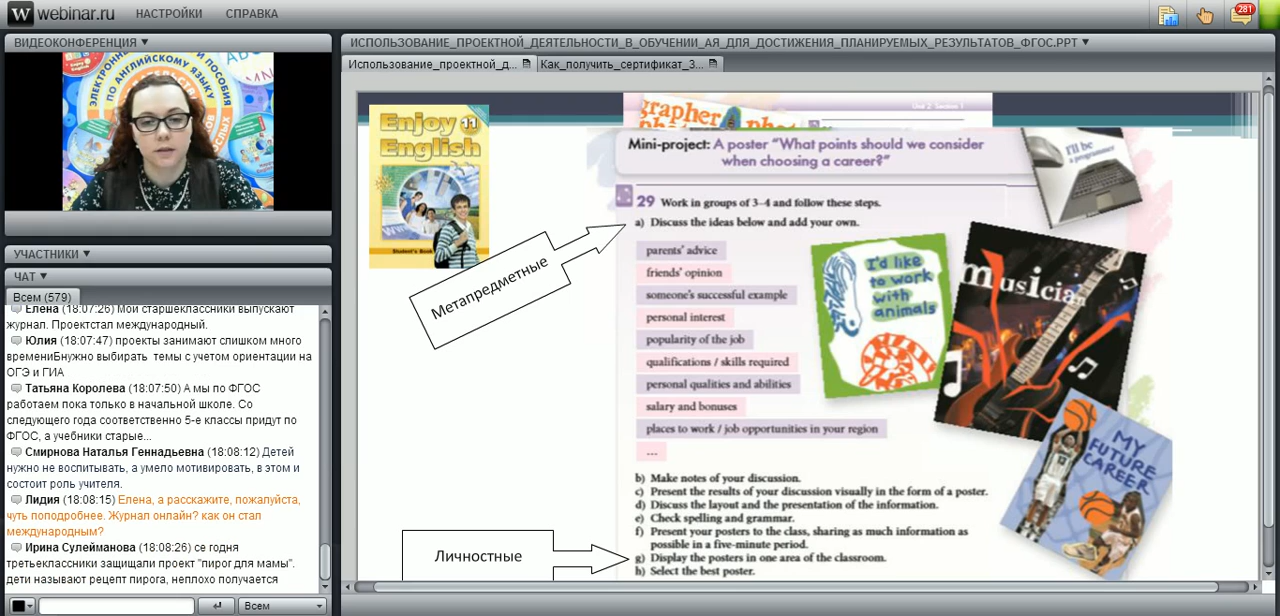 W webinar.ru НАСТРОЙКИ СПРАВКА
281
ВИДЕОКОНФЕРЕНЦИЯ
ЭЛЕКТРОННЫЕ ПОСОБИЯ
ПО АНГЛИЙСКОМУ ЯЗЫКУ
УЧАСТНИКИ
ЧАТ
Всем (579)
Елена (18:07:26) Мои старшеклассники выпускают
журнал. Проектстал международный.
Юлия (18:07:47) проекты занимают слишком много
времениБнужно выбирать темы с учетом ориентации на
ОГЭ и ГИА
Татьяна Королева (18:07:50) А мы по ФГОС
работаем пока только в начальной школе. Со
следующего года соответственно 5-е классы придут по
ФГОС, а учебники старые...
Смирнова Наталья Геннадьевна (18:08:12) Детей
нужно не воспитывать, а умело мотивировать, в этом и
состоит роль учителя.
Лидия (18:08:15) Елена, а расскажите, пожалуйста,
чуть поподробнее. Журнал онлайн? как он стал
международным?
Ирина Сулейманова (18:08:26) се годня
третьеклассники защищали проект "пирог для мамы".
дети называют рецепт пирога, неплохо получается
Всем
ИСПОЛЬЗОВАНИЕ_ПРОЕКТНОЙ_ДЕЯТЕЛЬНОСТИ_В_ОБУЧЕНИИ_АЯ_ДЛЯ_ДОСТИЖЕНИЯ_ПЛАНИРУЕМЫХ_РЕЗУЛЬТАТОВ_ФГОС.PPT
Использование_проектной_д... Как_получить_сертификат_3...
Enjoy 11
English
Student's Book
grapher
Unit 2 Section 1
Mini-project: A poster “What points should we consider
when choosing a career?”
29 Work in groups of 3–4 and follow these steps.
a) Discuss the ideas below and add your own.
parents’ advice
friends’ opinion
someone’s successful example
personal interest
popularity of the job
qualifications / skills required
personal qualities and abilities
salary and bonuses
places to work / job opportunities in your region
...
b) Make notes of your discussion.
c) Present the results of your discussion visually in the form of a poster.
d) Discuss the layout and the presentation of the information.
e) Check spelling and grammar.
f) Present your posters to the class, sharing as much information as
possible in a five-minute period.
g) Display the posters in one area of the classroom.
h) Select the best poster.
Метапредметные
Личностные
I'll be
a programmer
I'd like
to work
with
animals
musician
MY
FUTURE
CAREER